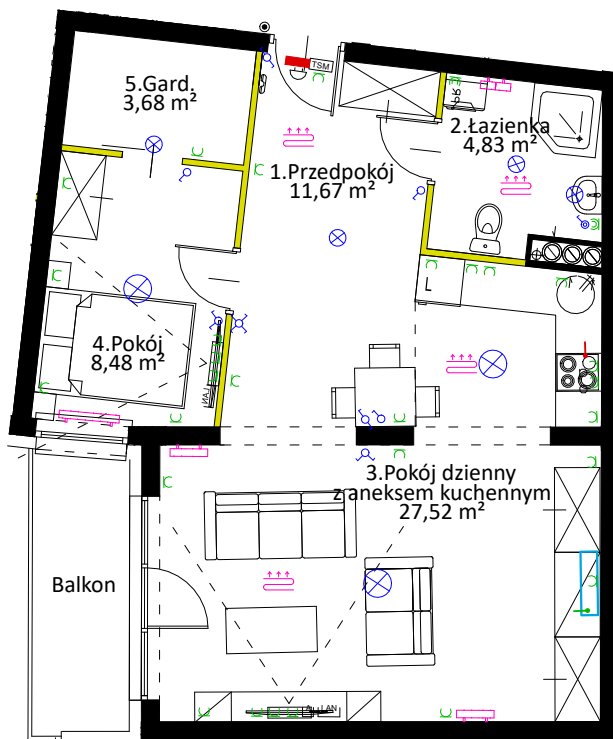 TSM
5.Gard.
3,68 m²
2.Łazienka
4,83 m²
1.Przedpokój
11,67 m²
L
4.Pokój
8,48 m²
LAN
3.Pokój dzienny
z aneksem kuchennym
27,52 m²
Balkon
LAN